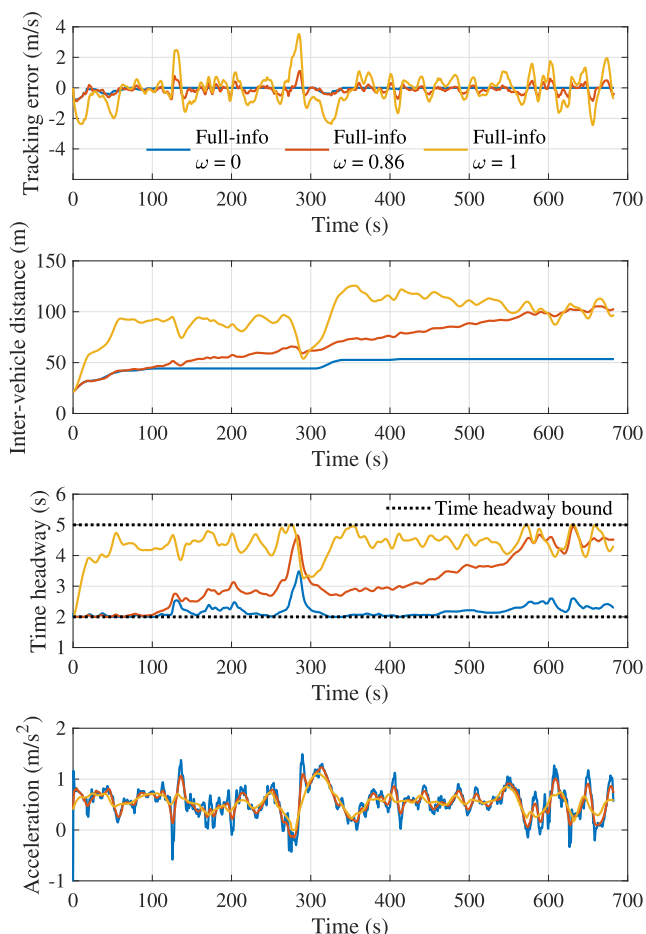 Tracking error (m/s)
4
2
0
-2
-4
Full-info Full-info Full-info
ω = 0 ω = 0.86 ω = 1
0 100 200 300 400 500 600 700
Time (s)
Inter-vehicle distance (m)
150
100
50
0
0 100 200 300 400 500 600 700
Time (s)
Time headway (s)
6
5
4
3
2
1
Time headway bound
0 100 200 300 400 500 600 700
Time (s)
Acceleration (m/s²)
2
1
0
-1
0 100 200 300 400 500 600 700
Time (s)